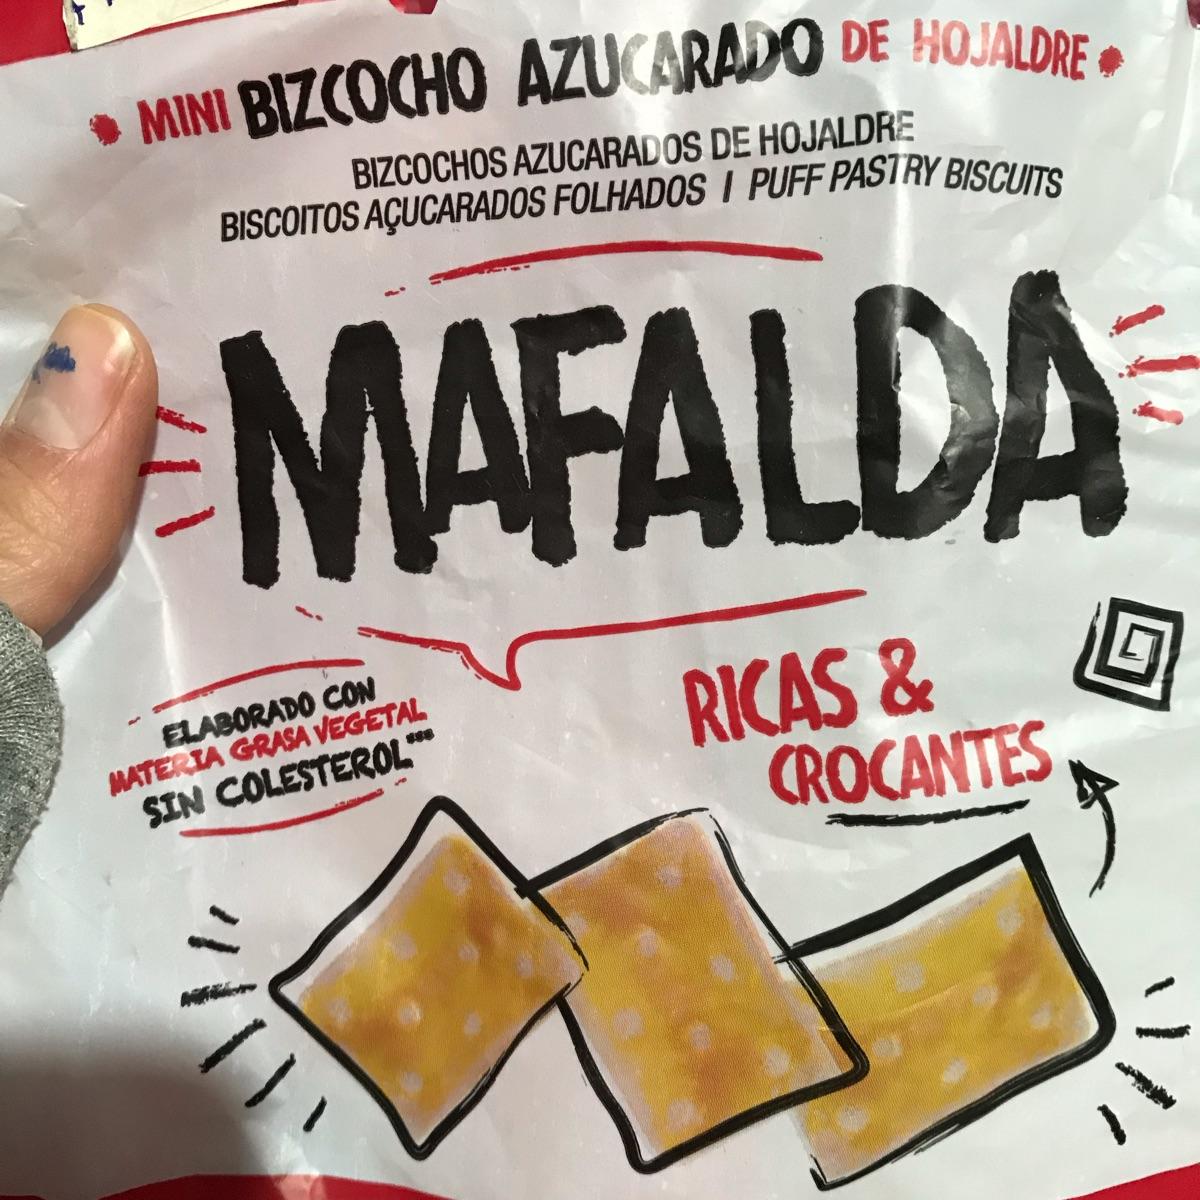 MINI BIZCOCHO AZUCARADO DE HOJALDRE
BIZCOCHOS AZUCARADOS DE HOJALDRE
BISCOITOS AÇUCARADOS FOLHADOS I PUFF PASTRY BISCUITS
MAFALDA
ELABORADO CON
MATERIA GRASA VEGETAL
SIN COLESTEROL***
RICAS &
CROCANTES